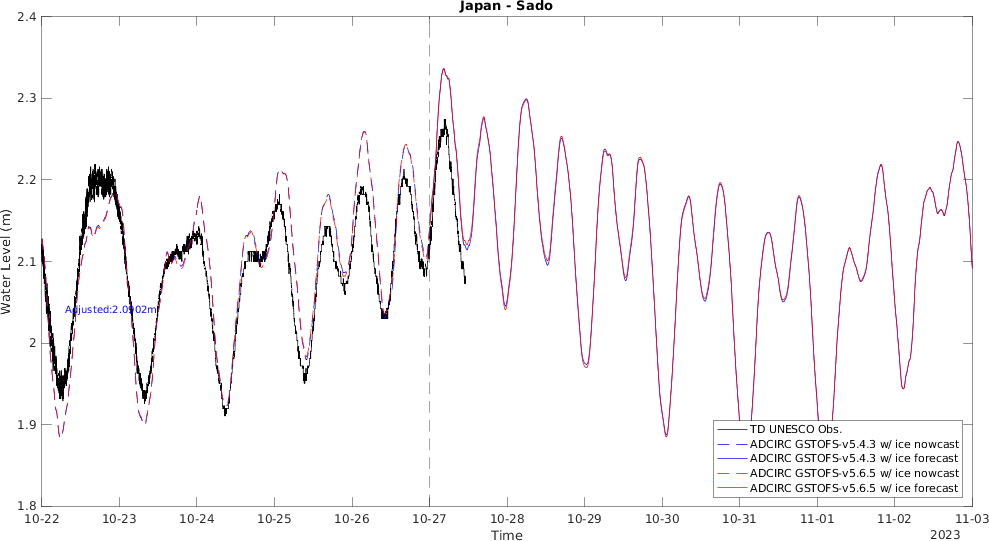 Japan - Sado
2.4
2.3
2.2
2.1
2
1.9
1.8
Water Level (m)
Adjusted:2.0902m
TD UNESCO Obs.
ADCIRC GSTOFS-v5.4.3 w/ ice nowcast
ADCIRC GSTOFS-v5.4.3 w/ ice forecast
ADCIRC GSTOFS-v5.6.5 w/ ice nowcast
ADCIRC GSTOFS-v5.6.5 w/ ice forecast
10-22 10-23 10-24 10-25 10-26 10-27 10-28 10-29 10-30 10-31 11-01 11-02 11-03
Time
2023